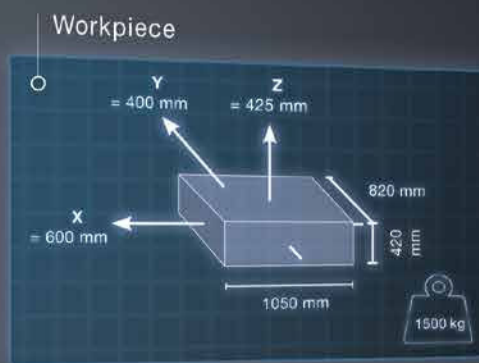 Workpiece
Y
= 400 mm
Z
= 425 mm
X
= 600 mm
820 mm
420 mm
1050 mm
1500 kg